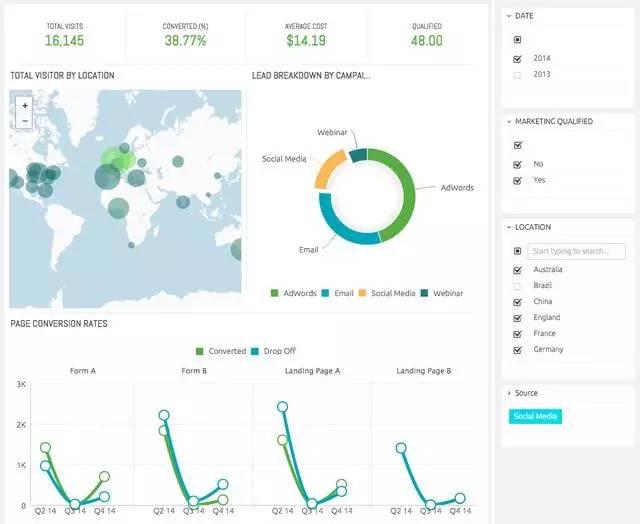 TOTAL VISITS
16,145
CONVERTED (%)
38.77%
AVERAGE COST
$14.19
QUALIFIED
48.00
TOTAL VISITOR BY LOCATION
+
−
LEAD BREAKDOWN BY CAMPAI...
Webinar
Social Media
AdWords
Email
AdWords Email Social Media Webinar
PAGE CONVERSION RATES
Converted Drop Off
Form A Form B Landing Page A Landing Page B
3K
2K
1K
0
Q2 14 Q3 14 Q4 14 Q2 14 Q3 14 Q4 14 Q2 14 Q3 14 Q4 14 Q2 14 Q3 14 Q4 14
DATE
2014
2013
MARKETING QUALIFIED
No
Yes
LOCATION
Start typing to search...
Australia
Brazil
China
England
France
Germany
Source
Social Media